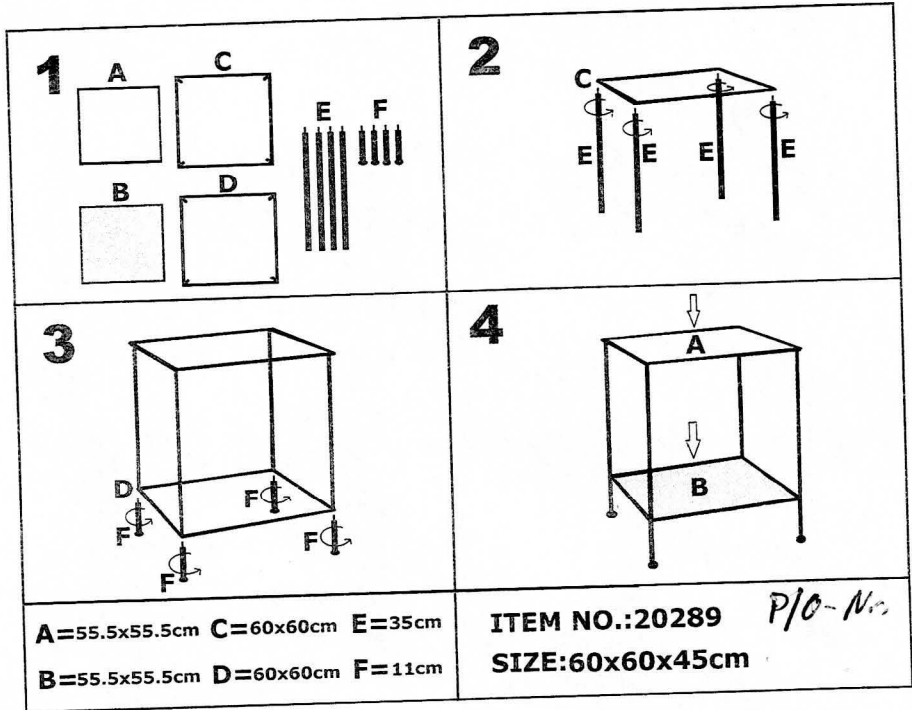 1
A
C
E
F
B
D
2
C
E
E
E
E
3
D
F
F
F
F
4
A
B
A=55.5x55.5cm C=60x60cm E=35cm
B=55.5x55.5cm D=60x60cm F=11cm
ITEM NO.:20289 P/O-
SIZE:60x60x45cm